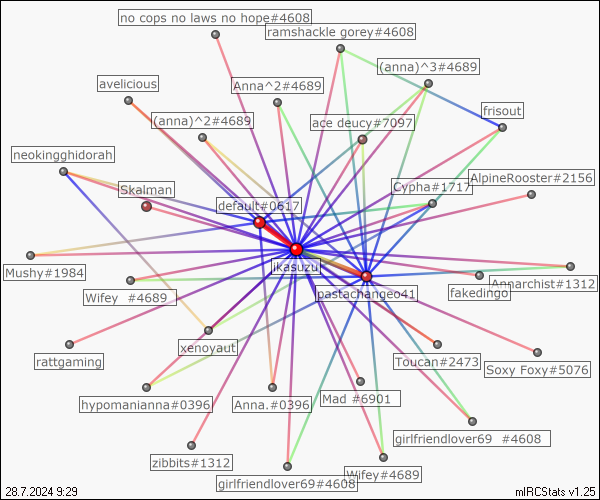 no cops no laws no hope#4608
ramshackle gorey#4608
(anna)^3#4689
avelicious
Anna^2#4689
(anna)^2#4689
ace deucy#7097
frisout
neokingghidorah
Skalman
Cypha#1717
AlpineRooster#2156
default#0617
ikasuzu
Mushy#1984
Wifey #4689
pastachangeo41
fakedingo
Annarchist#1312
xenoyaut
rattgaming
Toucan#2473
Soxy Foxy#5076
hypomanianna#0396
Anna.#0396
Mad #6901
girlfriendlover69 #4608
zibbits#1312
girlfriendlover69#4608
Wifey#4689
28.7.2024 9:29
mIRCStats v1.25